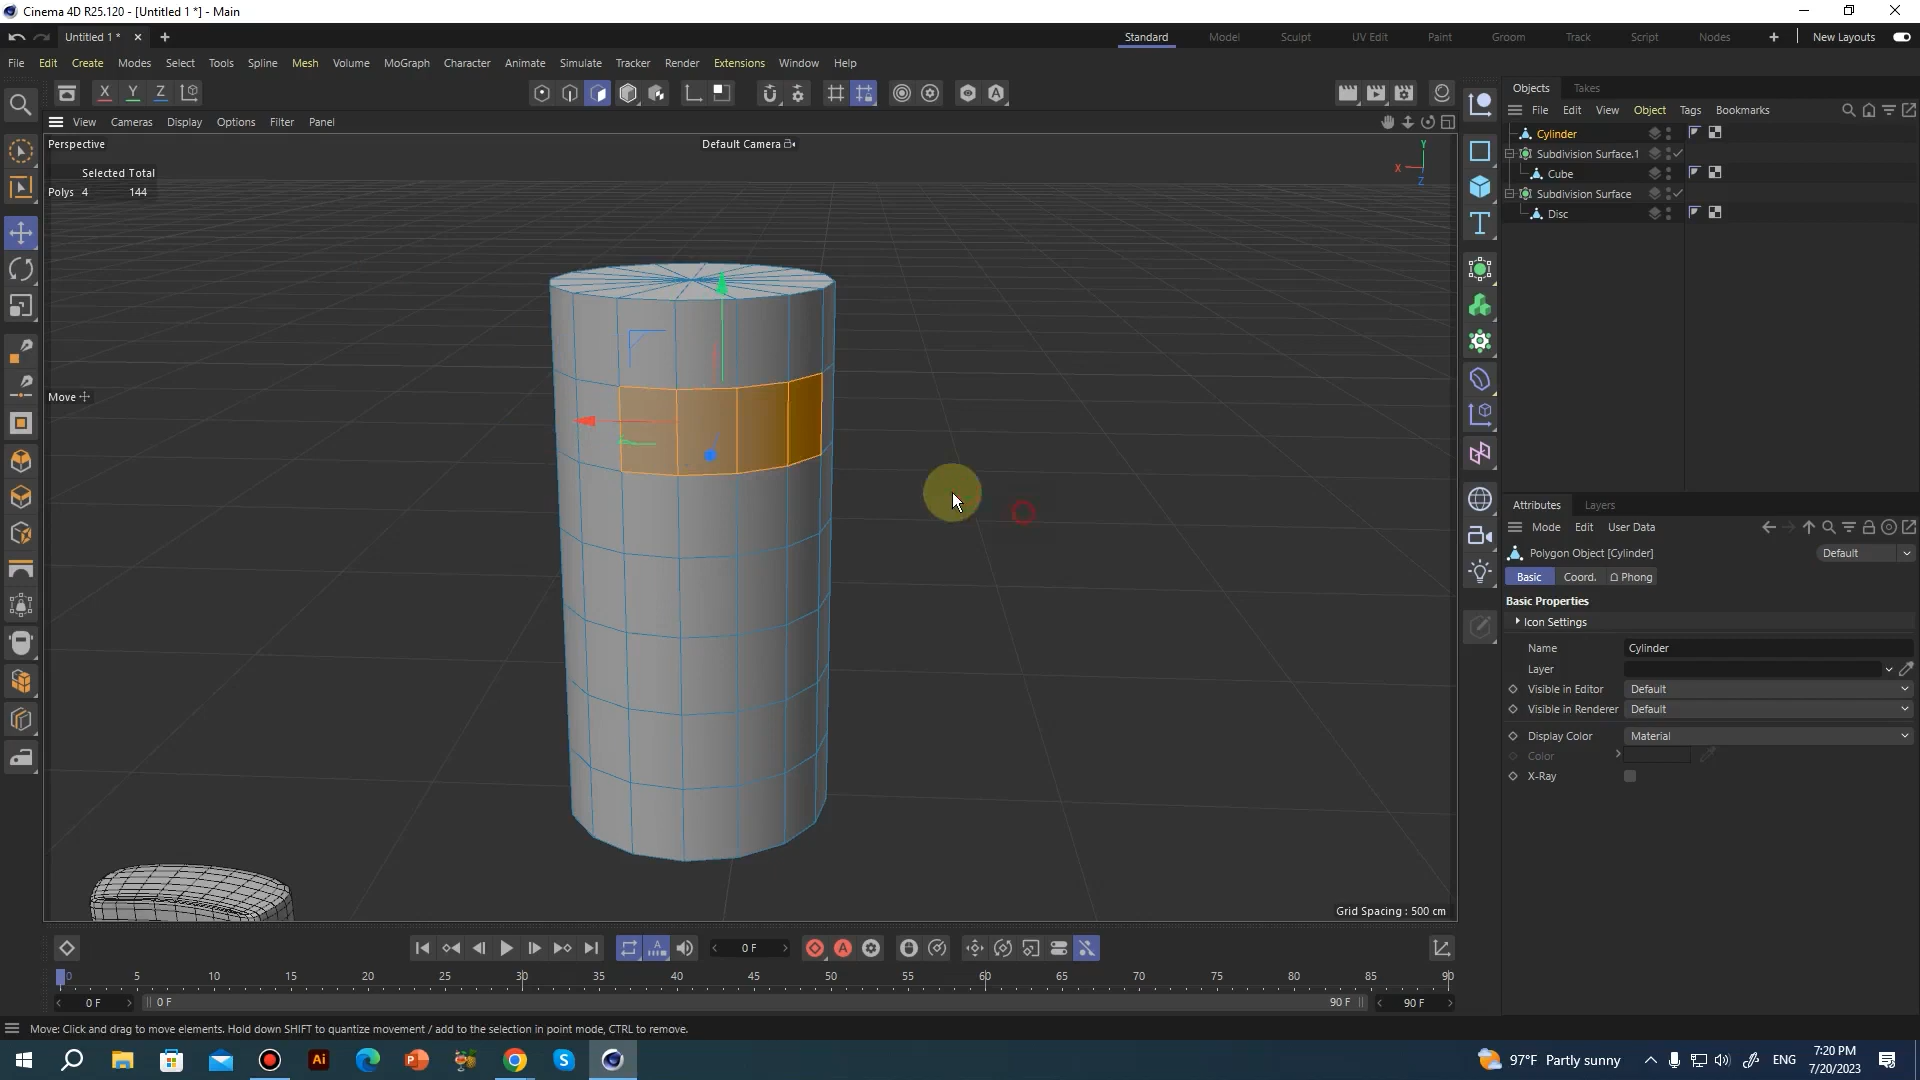 Cinema 4D R25.120 - [Untitled 1 *] - Main
Untitled 1 *
Standard Model Sculpt UV Edit Paint Groom Track Script Nodes New Layouts
File Edit Create Modes Select Tools Spline Mesh Volume MoGraph Character Animate Simulate Tracker Render Extensions Window Help
X Y Z
A
Objects Takes
File Edit View Object Tags Bookmarks
View Cameras Display Options Filter Panel
Perspective
Default Camera
Y
X
Z
Selected Total
Polys 4 144
Move
Cylinder
Subdivision Surface.1
Cube
Subdivision Surface
Disc
T
Attributes Layers
Mode Edit User Data
Polygon Object [Cylinder]
Default
Basic Coord. Phong
Basic Properties
Icon Settings
Name Cylinder
Layer
Visible in Editor Default
Visible in Renderer Default
Display Color Material
Color
X-Ray
Grid Spacing : 500 cm
A
0 F
A
0 5 10 15 20 25 30 35 40 45 50 55 60 65 70 75 80 85 90
0 F 0 F 90 F 90 F
Move: Click and drag to move elements. Hold down SHIFT to quantize movement / add to the selection in point mode, CTRL to remove.
Ai
P
S
97°F Partly sunny
ENG
7:20 PM
7/20/2023